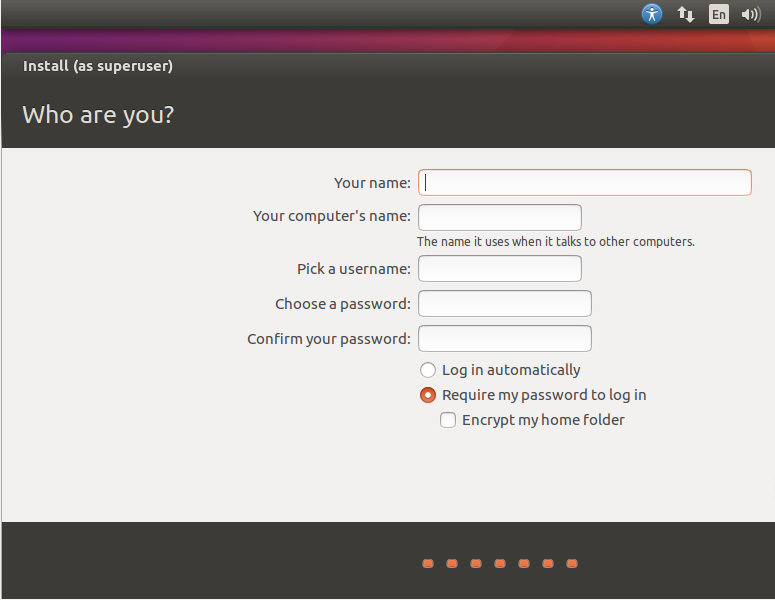 En
Install (as superuser)
Who are you?
Your name:
Your computer's name:
The name it uses when it talks to other computers.
Pick a username:
Choose a password:
Confirm your password:
Log in automatically
Require my password to log in
Encrypt my home folder